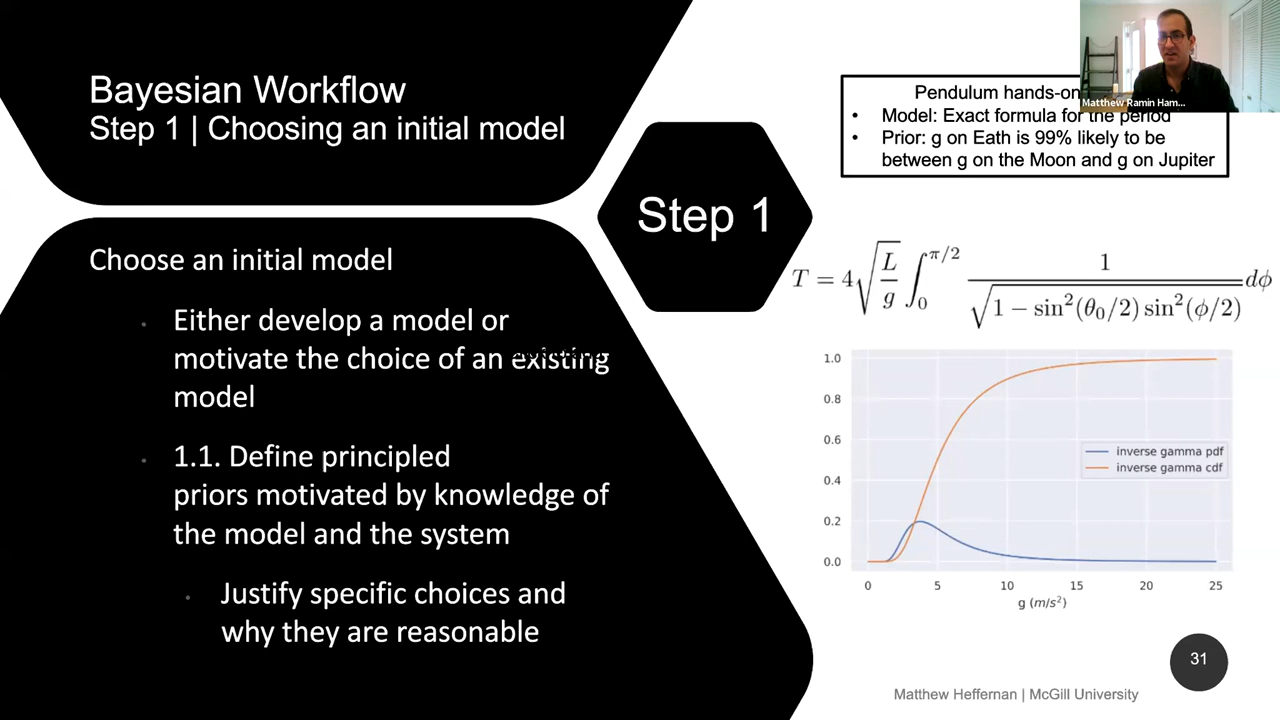 Bayesian Workflow
Step 1 | Choosing an initial model
Choose an initial model
Either develop a model or
motivate the choice of an existing
model
1.1. Define principled
priors motivated by knowledge of
the model and the system
Justify specific choices and
why they are reasonable
Step 1
Matthew Ramin Ham...
Pendulum hands-on
• Model: Exact formula for the period
• Prior: g on Eath is 99% likely to be
between g on the Moon and g on Jupiter
T = 4√(L/g) ∫₀^{π/2} 1/√(1 − sin²(θ₀/2) sin²(ϕ/2)) dϕ
1.0
0.8
0.6
0.4
0.2
0.0
inverse gamma pdf
inverse gamma cdf
0 5 10 15 20 25
g (m/s²)
31
Matthew Heffernan | McGill University